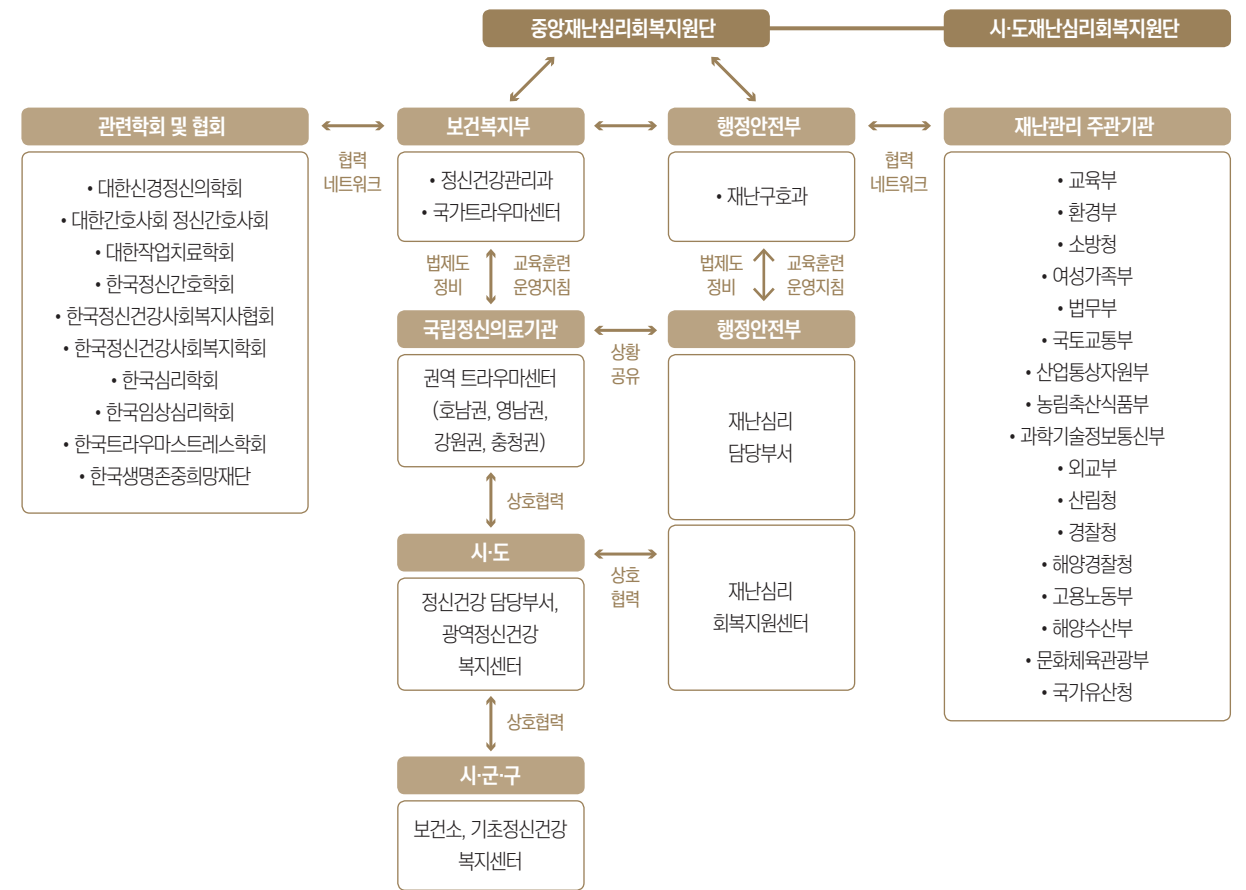 중앙재난심리회복지원단
시·도재난심리회복지원단
관련학회 및 협회
• 대한신경정신의학회
• 대한간호사회 정신간호사회
• 대한작업치료학회
• 한국정신간호학회
• 한국정신건강사회복지사협회
• 한국정신건강사회복지학회
• 한국심리학회
• 한국임상심리학회
• 한국트라우마스트레스학회
• 한국생명존중희망재단
협력
네트워크
보건복지부
• 정신건강관리과
• 국가트라우마센터
법제도
정비
교육훈련
운영지침
국립정신의료기관
권역 트라우마센터
(호남권, 영남권,
강원권, 충청권)
상호협력
시·도
정신건강 담당부서,
광역정신건강
복지센터
상호협력
시·군·구
보건소, 기초정신건강
복지센터
행정안전부
• 재난구호과
법제도
정비
교육훈련
운영지침
상황
공유
행정안전부
재난심리
담당부서
상호
협력
재난심리
회복지원센터
협력
네트워크
재난관리 주관기관
• 교육부
• 환경부
• 소방청
• 여성가족부
• 법무부
• 국토교통부
• 산업통상자원부
• 농림축산식품부
• 과학기술정보통신부
• 외교부
• 산림청
• 경찰청
• 해양경찰청
• 고용노동부
• 해양수산부
• 문화체육관광부
• 국가유산청